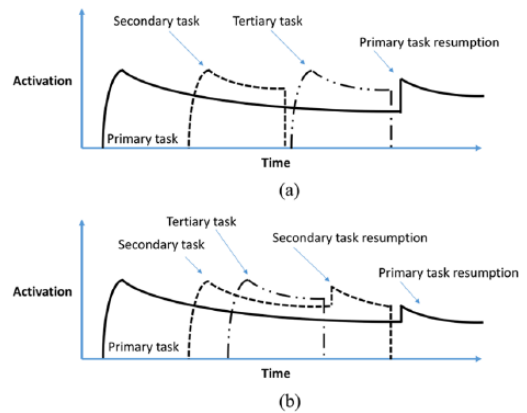 Secondary task
Tertiary task
Primary task resumption
Activation
Primary task
Time
(a)
Tertiary task
Secondary task
Secondary task resumption
Primary task resumption
Activation
Primary task
Time
(b)